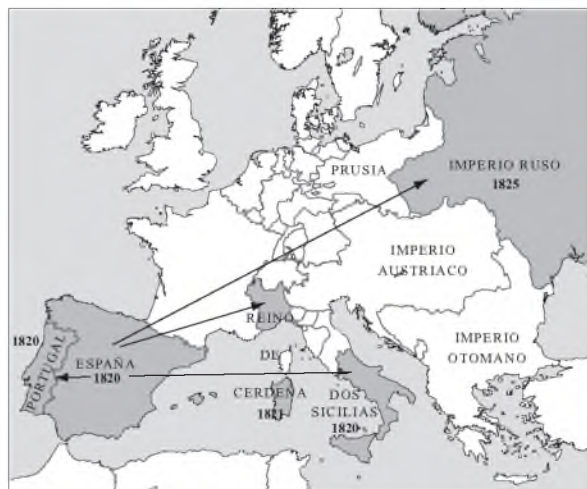 PRUSIA
IMPERIO RUSO
1825
IMPERIO
AUSTRIACO
REINO
DE
CERDEÑA
1821
IMPERIO
OTOMANO
1820
PORTUGAL
ESPAÑA
1820
DOS
SICILIAS
1820